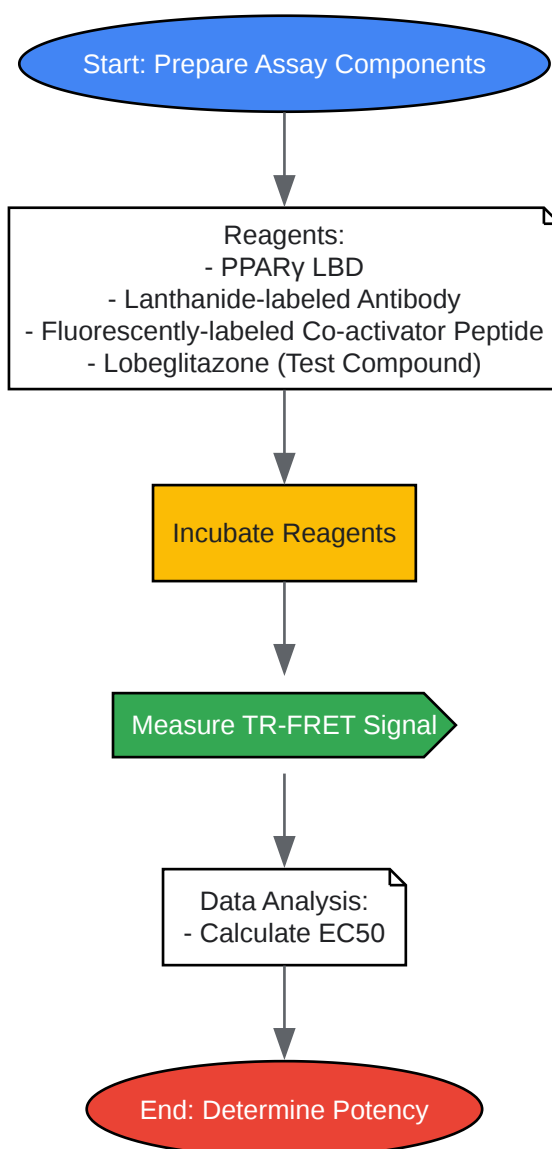 Start: Prepare Assay Components
Reagents:
- PPARγ LBD
- Lanthanide-labeled Antibody
- Fluorescently-labeled Co-activator Peptide
- Lobeglitazone (Test Compound)
Incubate Reagents
Measure TR-FRET Signal
Data Analysis:
- Calculate EC50
End: Determine Potency